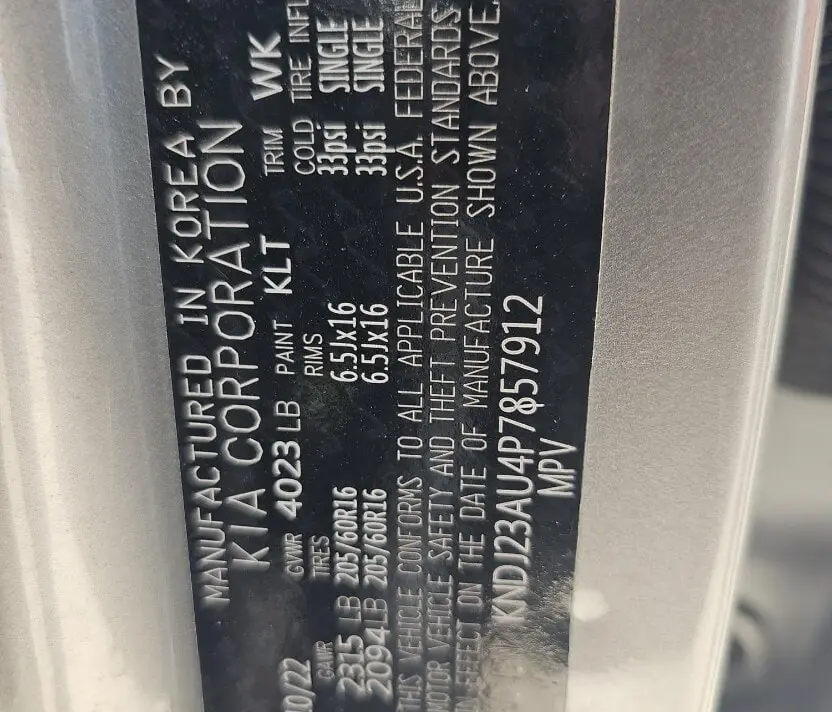 MANUFACTURED IN KOREA BY
KIA CORPORATION
0/22 GVWR 4023 LB PAINT KLT TRIM WK
GAWR TIRES RIMS COLD TIRE INFL
2315 LB 205/60R16 6.5Jx16 33psi SINGLE
2094LB 205/60R16 6.5Jx16 33psi SINGLE
THIS VEHICLE CONFORMS TO ALL APPLICABLE U.S.A. FEDERAL
MOTOR VEHICLE SAFETY AND THEFT PREVENTION STANDARDS
IN EFFECT ON THE DATE OF MANUFACTURE SHOWN ABOVE.
KNDJ23AU4P7857912
MPV